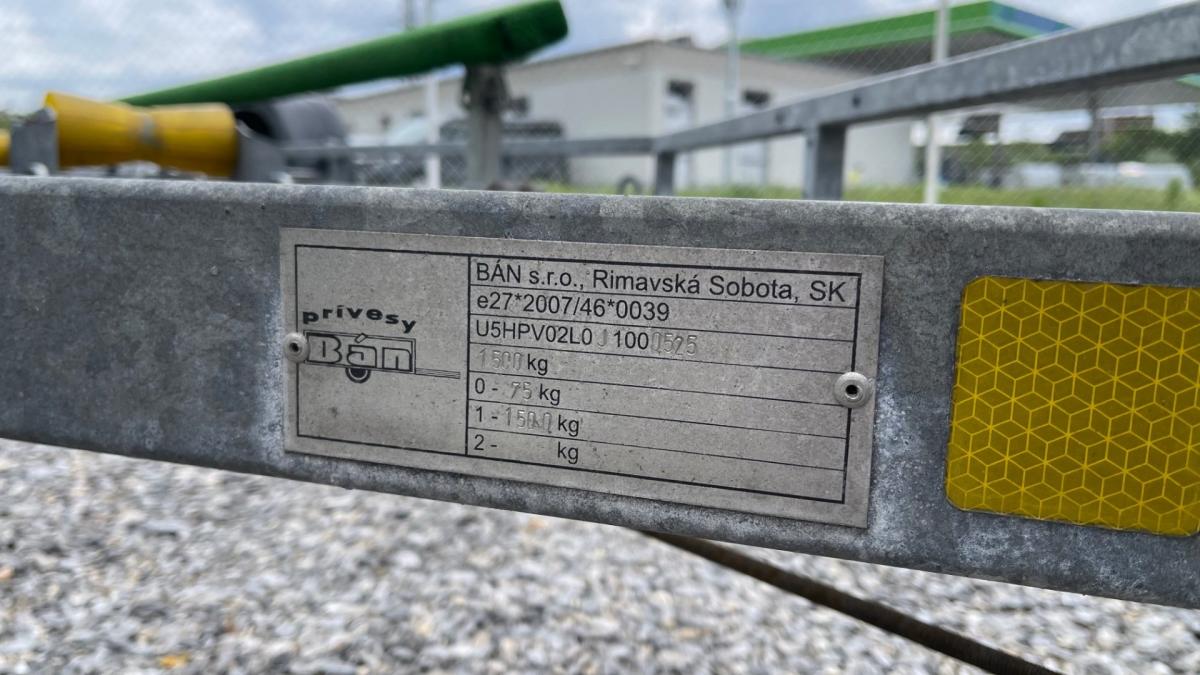 prívesy
Bán
BÁN s.r.o., Rimavská Sobota, SK
e27*2007/46*0039
U5HPV02L0J1000525
1500 kg
0 - 75 kg
1 - 1500 kg
2 - kg